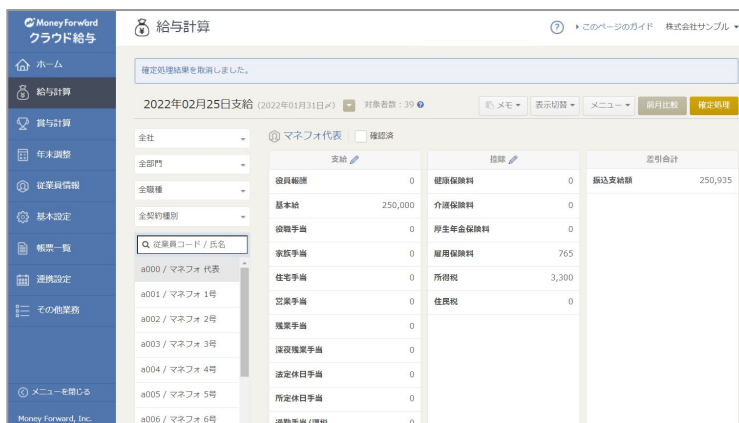 Money Forward
クラウド給与
給与計算
?
このページのガイド 株式会社サンプル
ホーム
給与計算
賞与計算
年末調整
従業員情報
基本設定
帳票一覧
連携設定
その他業務
メニューを閉じる
Money Forward, Inc.
確定処理結果を取消しました。
2022年02月25日支給 (2022年01月31日〆) 対象者数:39 ?
メモ 表示切替 メニュー 前月比較 確定処理
全社
全部門
全職種
全契約種別
従業員コード / 氏名
a000 / マネフォ 代表
a001 / マネフォ 1号
a002 / マネフォ 2号
a003 / マネフォ 3号
a004 / マネフォ 4号
a005 / マネフォ 5号
a006 / マネフォ 6号
マネフォ代表 確認済
支給
役員報酬 0
基本給 250,000
役職手当 0
家族手当 0
住宅手当 0
営業手当 0
残業手当 0
深夜残業手当 0
法定休日手当 0
所定休日手当 0
通勤手当(課税 0
控除
健康保険料 0
介護保険料 0
厚生年金保険料 0
雇用保険料 765
所得税 3,300
住民税 0
差引合計
振込支給額 250,935